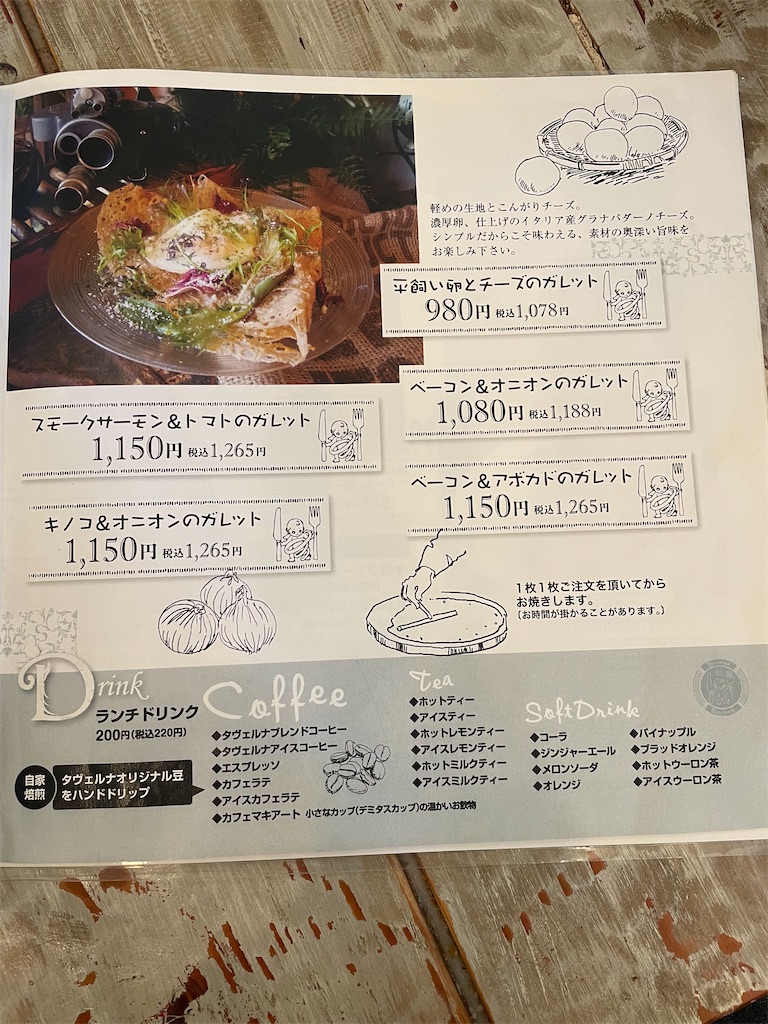 軽めの生地とこんがりチーズ。
濃厚卵、仕上げのイタリア産グラナパダーノチーズ。
シンプルだからこそ味わえる、素材の奥深い旨味を
お楽しみ下さい。
平飼い卵とチーズのガレット
980円 税込1,078円
ベーコン&オニオンのガレット
1,080円 税込1,188円
スモークサーモン&トマトのガレット
1,150円 税込1,265円
ベーコン&アボカドのガレット
1,150円 税込1,265円
キノコ&オニオンのガレット
1,150円 税込1,265円
1枚1枚ご注文を頂いてから
お焼きします。
(お時間が掛かることがあります。)
Drink
ランチドリンク
200円(税込220円)
自家
焙煎
タヴェルナオリジナル豆
をハンドドリップ
Coffee
◆タヴェルナブレンドコーヒー
◆タヴェルナアイスコーヒー
◆エスプレッソ
◆カフェラテ
◆アイスカフェラテ
◆カフェマキアート 小さなカップ(デミタスカップ)の温かいお飲物
tea
◆ホットティー
◆アイスティー
◆ホットレモンティー
◆アイスレモンティー
◆ホットミルクティー
◆アイスミルクティー
SoftDrink
◆コーラ
◆ジンジャーエール
◆メロンソーダ
◆オレンジ
◆パイナップル
◆ブラッドオレンジ
◆ホットウーロン茶
◆アイスウーロン茶